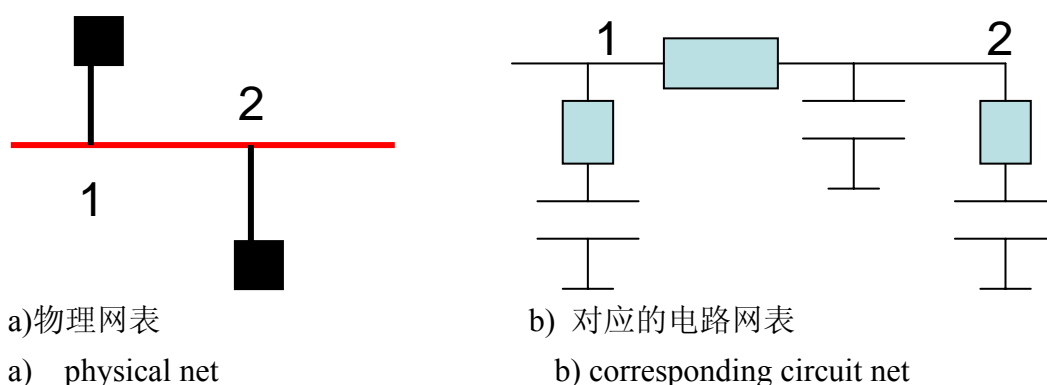 1
2
2
1
a)物理网表
b) 对应的电路网表
a) physical net
b) corresponding circuit net